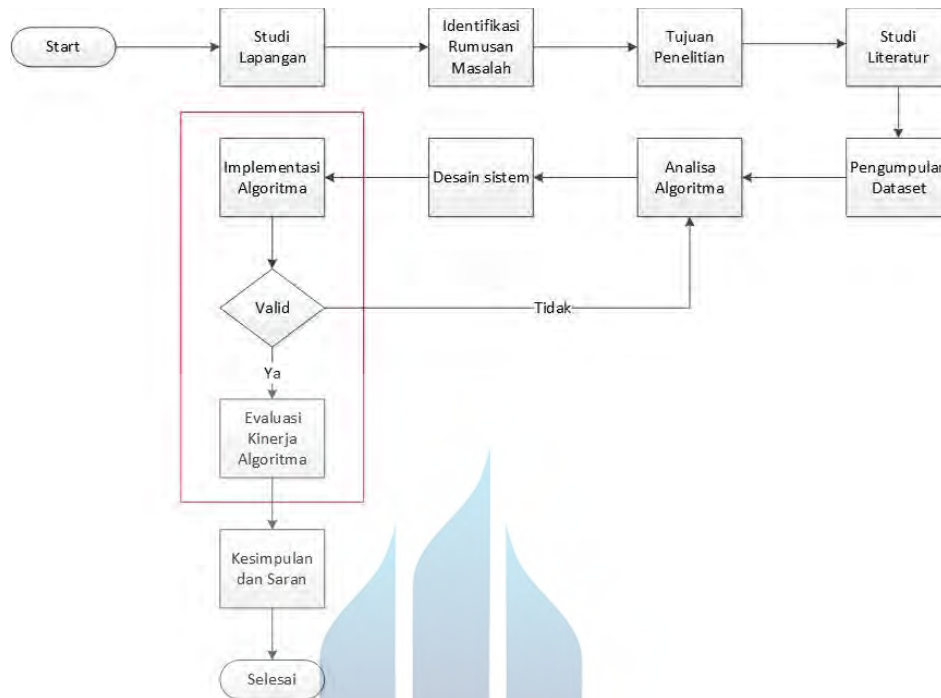 Start
Studi
Lapangan
Identifikasi
Rumusan
Masalah
Tujuan
Penelitian
Studi
Literatur
Pengumpulan
Dataset
Analisa
Algoritma
Desain sistem
Implementasi
Algoritma
Valid
Tidak
Ya
Evaluasi
Kinerja
Algoritma
Kesimpulan
dan Saran
Selesai